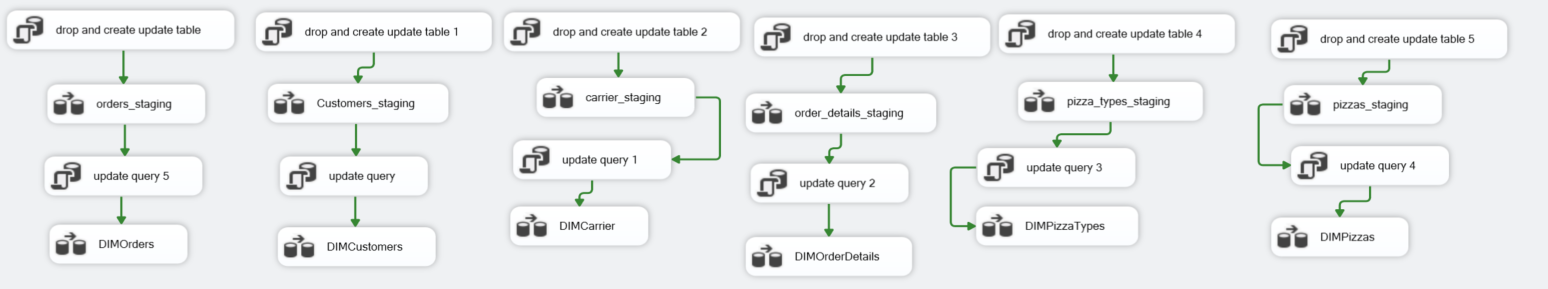 drop and create update table
orders_staging
update query 5
DIMOrders
drop and create update table 1
Customers_staging
update query
DIMCustomers
drop and create update table 2
carrier_staging
update query 1
DIMCarrier
drop and create update table 3
order_details_staging
update query 2
DIMOrderDetails
drop and create update table 4
pizza_types_staging
update query 3
DIMPizzaTypes
drop and create update table 5
pizzas_staging
update query 4
DIMPizzas